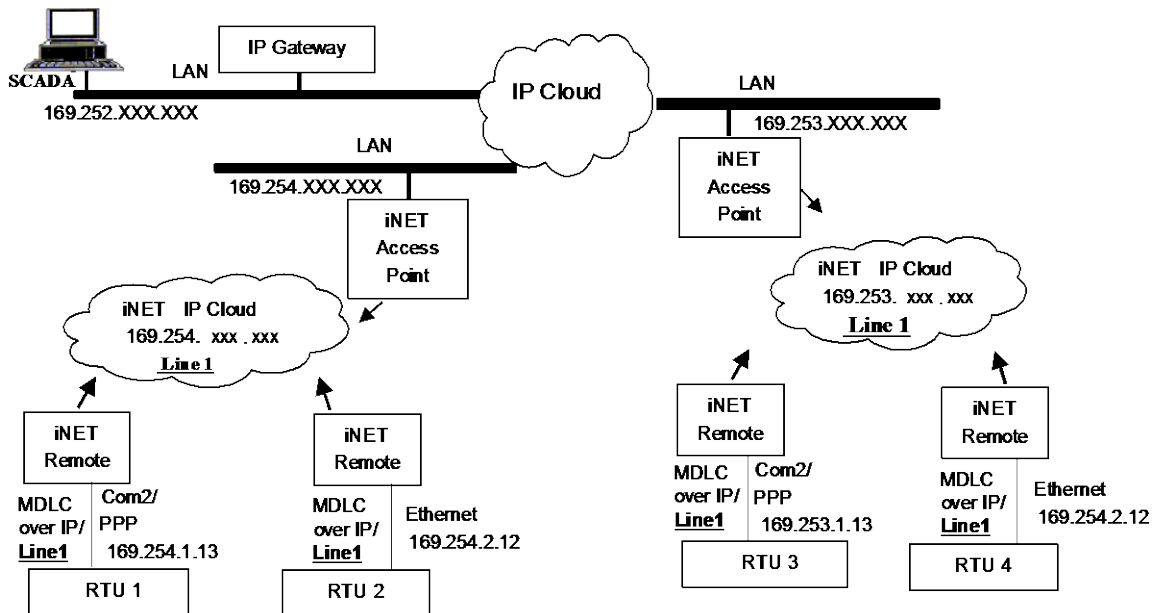 IP Gateway
SCADA
LAN
169.252.XXX.XXX
IP Cloud
LAN
169.253.XXX.XXX
LAN
169.254.XXX.XXX
iNET
Access
Point
iNET
Access
Point
iNET IP Cloud
169.254. xxx . xxx
Line1
iNET IP Cloud
169.253. xxx . xxx
Line 1
iNET
Remote
iNET
Remote
iNET
Remote
iNET
Remote
MDLC
over IP/
Line1
Com2/
PPP
169.254.1.13
MDLC
over IP/
Line1
Ethernet
169.254.2.12
MDLC
over IP/
Line1
Com2/
PPP
169.253.1.13
MDLC
over IP/
Line1
Ethernet
169.254.2.12
RTU 1
RTU 2
RTU 3
RTU 4